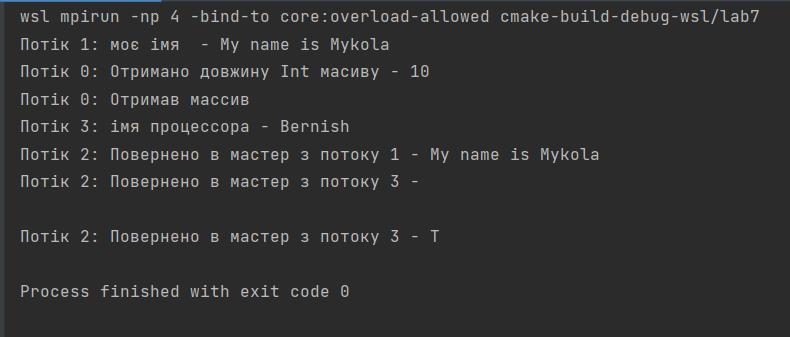 wsl mpirun -np 4 -bind-to core:overload-allowed cmake-build-debug-wsl/lab7
Потік 1: моє імя  - My name is Mykola
Потік 0: Отримано довжину Int масиву - 10
Потік 0: Отримав массив
Потік 3: імя процессора - Bernish
Потік 2: Повернено в мастер з потоку 1 - My name is Mykola
Потік 2: Повернено в мастер з потоку 3 -
Потік 2: Повернено в мастер з потоку 3 - T
Process finished with exit code 0